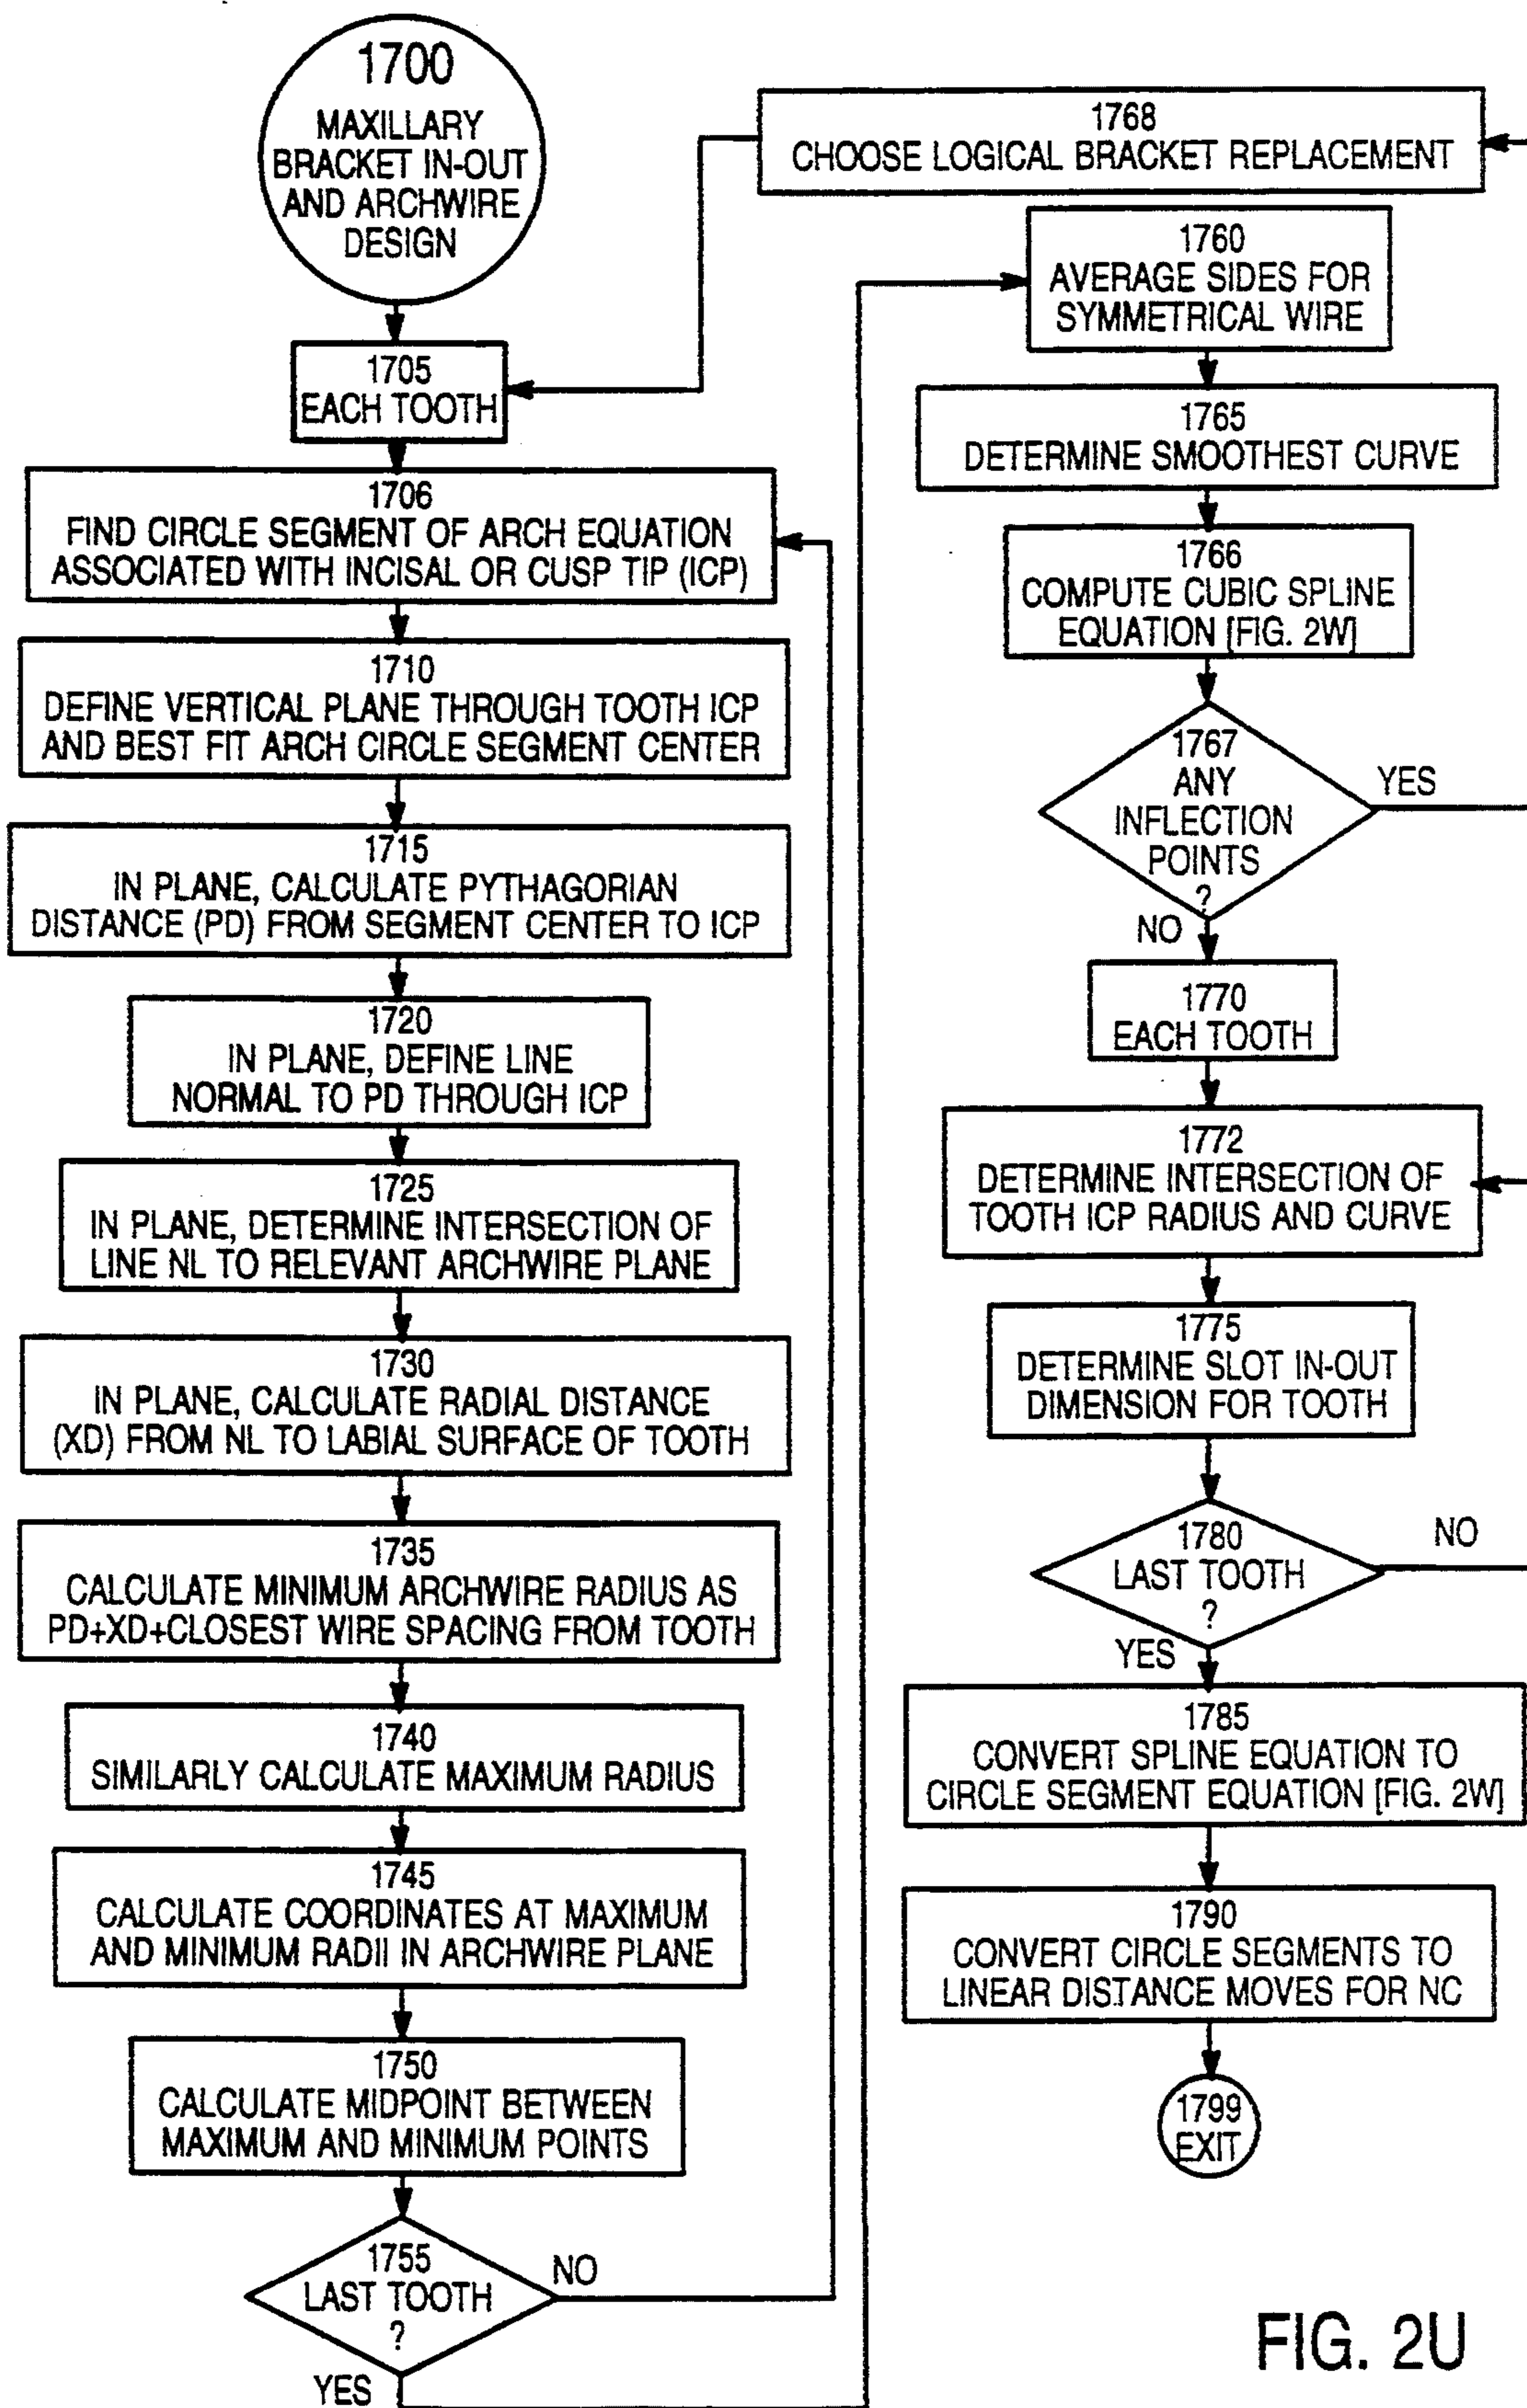 1700
MAXILLARY
BRACKET IN-OUT
AND ARCHWIRE
DESIGN
1705
EACH TOOTH
1706
FIND CIRCLE SEGMENT OF ARCH EQUATION
ASSOCIATED WITH INCISAL OR CUSP TIP (ICP)
1710
DEFINE VERTICAL PLANE THROUGH TOOTH ICP
AND BEST FIT ARCH CIRCLE SEGMENT CENTER
1715
IN PLANE, CALCULATE PYTHAGORIAN
DISTANCE (PD) FROM SEGMENT CENTER TO ICP
1720
IN PLANE, DEFINE LINE
NORMAL TO PD THROUGH ICP
1725
IN PLANE, DETERMINE INTERSECTION OF
LINE NL TO RELEVANT ARCHWIRE PLANE
1730
IN PLANE, CALCULATE RADIAL DISTANCE
(XD) FROM NL TO LABIAL SURFACE OF TOOTH
1735
CALCULATE MINIMUM ARCHWIRE RADIUS AS
PD+XD+CLOSEST WIRE SPACING FROM TOOTH
1740
SIMILARLY CALCULATE MAXIMUM RADIUS
1745
CALCULATE COORDINATES AT MAXIMUM
AND MINIMUM RADII IN ARCHWIRE PLANE
1750
CALCULATE MIDPOINT BETWEEN
MAXIMUM AND MINIMUM POINTS
1755
LAST TOOTH
?
NO
YES
1768
CHOOSE LOGICAL BRACKET REPLACEMENT
1760
AVERAGE SIDES FOR
SYMMETRICAL WIRE
1765
DETERMINE SMOOTHEST CURVE
1766
COMPUTE CUBIC SPLINE
EQUATION [FIG. 2W]
1767
ANY
INFLECTION
POINTS
?
YES
NO
1770
EACH TOOTH
1772
DETERMINE INTERSECTION OF
TOOTH ICP RADIUS AND CURVE
1775
DETERMINE SLOT IN-OUT
DIMENSION FOR TOOTH
1780
LAST TOOTH
?
NO
YES
1785
CONVERT SPLINE EQUATION TO
CIRCLE SEGMENT EQUATION [FIG. 2W]
1790
CONVERT CIRCLE SEGMENTS TO
LINEAR DISTANCE MOVES FOR NC
1799
EXIT
FIG. 2U